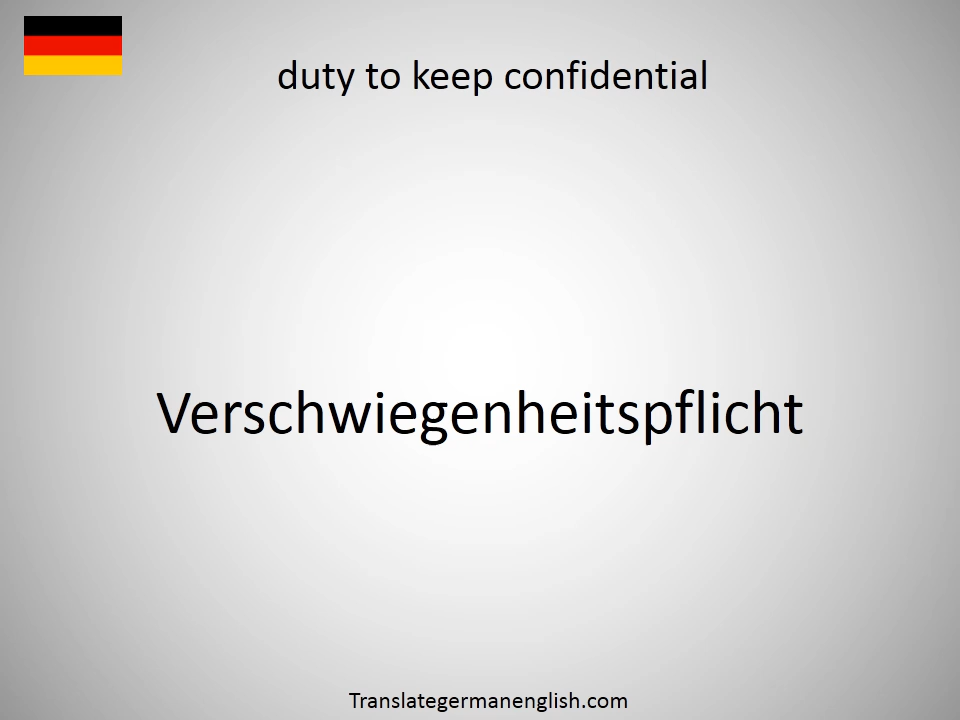 duty to keep confidential
Verschwiegenheitspflicht
Translategermanenglish.com